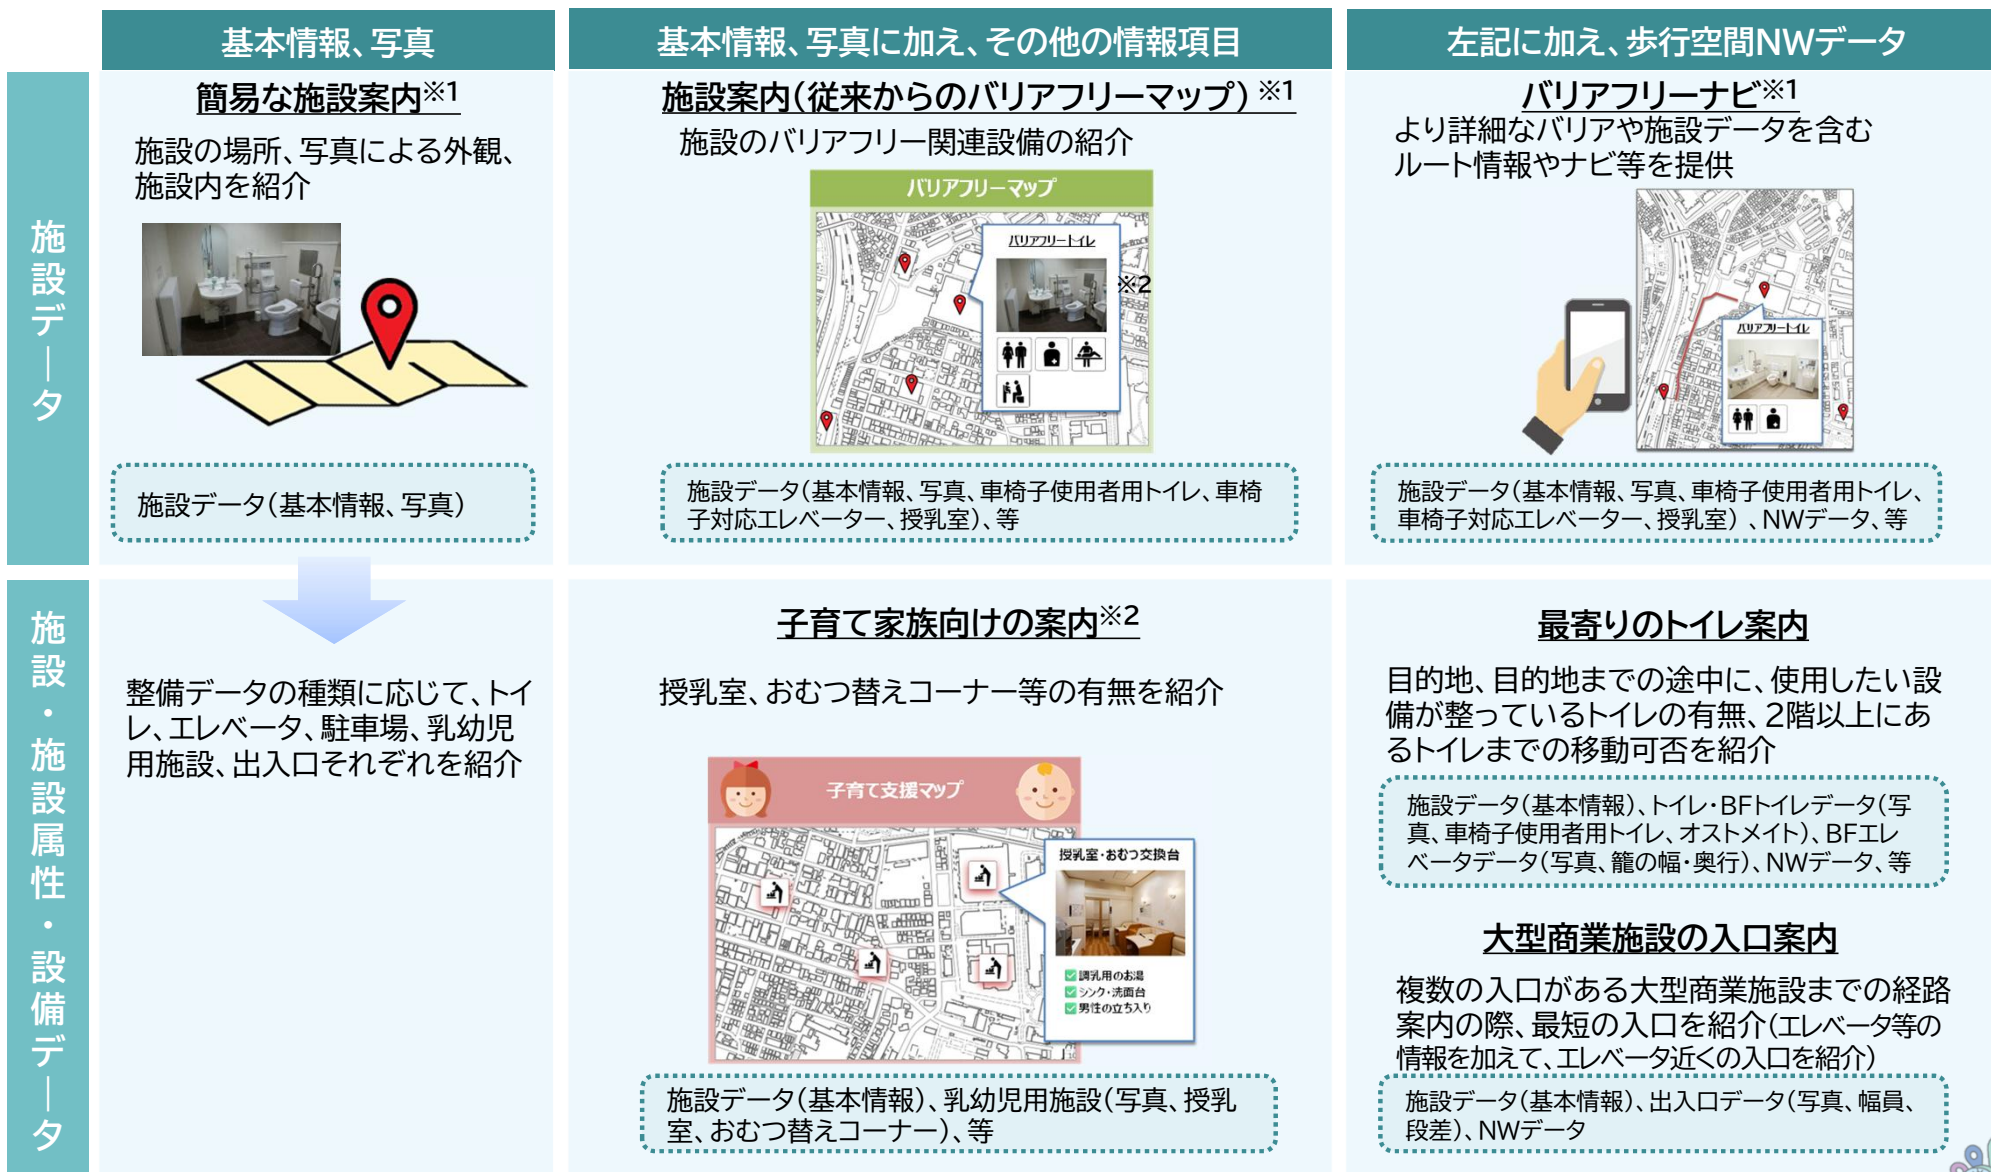 基本情報、写真
基本情報、写真に加え、その他の情報項目
左記に加え、歩行空間NWデータ
施設データ
簡易な施設案内※1
施設の場所、写真による外観、
施設内を紹介
施設データ(基本情報、写真)
施設案内(従来からのバリアフリーマップ)※1
施設のバリアフリー関連設備の紹介
バリアフリーマップ
バリアフリートイレ
※2
施設データ(基本情報、写真、車椅子使用者用トイレ、車椅
子対応エレベーター、授乳室)、等
バリアフリーナビ※1
より詳細なバリアや施設データを含む
ルート情報やナビ等を提供
バリアフリートイレ
施設データ(基本情報、写真、車椅子使用者用トイレ、
車椅子対応エレベーター、授乳室)、NWデータ、等
施設・施設属性・設備データ
整備データの種類に応じて、トイ
レ、エレベータ、駐車場、乳幼児
用施設、出入口それぞれを紹介
子育て家族向けの案内※2
授乳室、おむつ替えコーナー等の有無を紹介
子育て支援マップ
授乳室・おむつ交換台
調乳用のお湯
シンク・洗面台
男性の立ち入り
施設データ(基本情報)、乳幼児用施設(写真、授乳
室、おむつ替えコーナー)、等
最寄りのトイレ案内
目的地、目的地までの途中に、使用したい設
備が整っているトイレの有無、2階以上にあ
るトイレまでの移動可否を紹介
施設データ(基本情報)、トイレ・BFトイレデータ(写
真、車椅子使用者用トイレ、オストメイト)、BFエレ
ベータデータ(写真、籠の幅・奥行)、NWデータ、等
大型商業施設の入口案内
複数の入口がある大型商業施設までの経路
案内の際、最短の入口を紹介(エレベータ等の
情報を加えて、エレベータ近くの入口を紹介)
施設データ(基本情報)、出入口データ(写真、幅員、
段差)、NWデータ